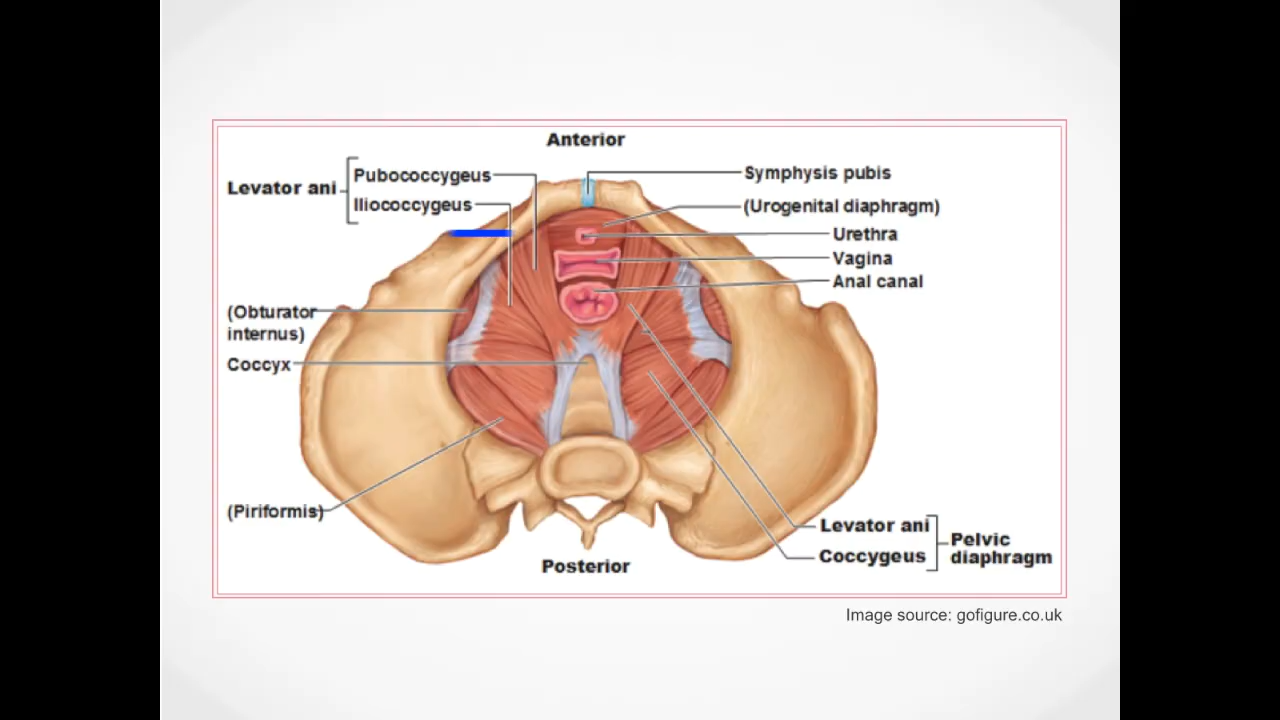 Anterior
Levator ani
Pubococcygeus
Iliococcygeus
Symphysis pubis
(Urogenital diaphragm)
Urethra
Vagina
Anal canal
(Obturator
internus)
Coccyx
(Piriformis)
Levator ani
Coccygeus
Pelvic
diaphragm
Posterior
Image source: gofigure.co.uk